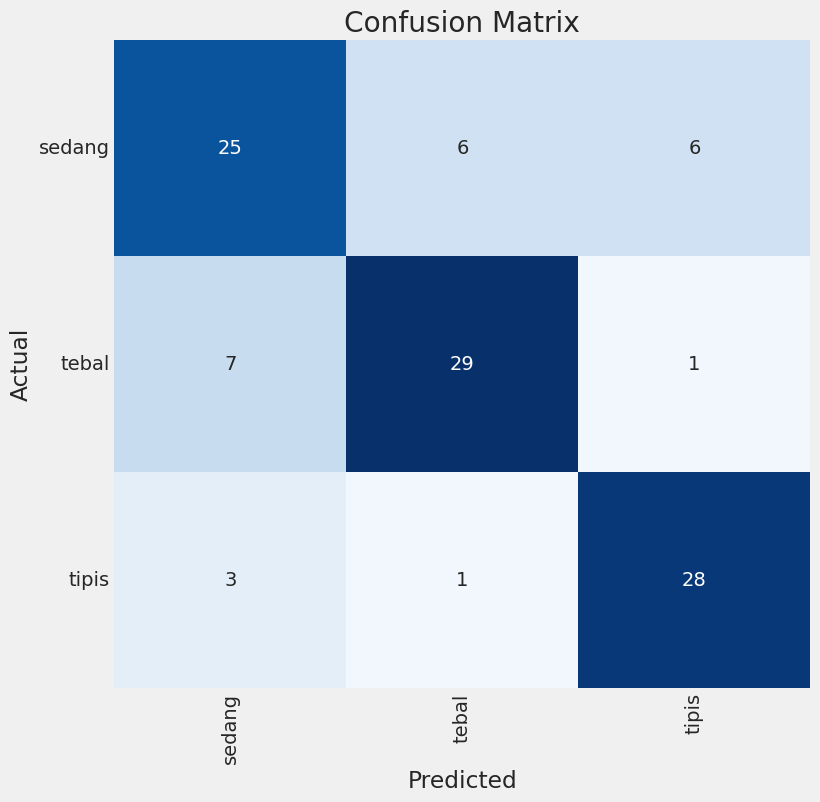 Confusion Matrix
Actual
sedang 25 6 6
tebal 7 29 1
tipis 3 1 28
sedang tebal tipis
Predicted